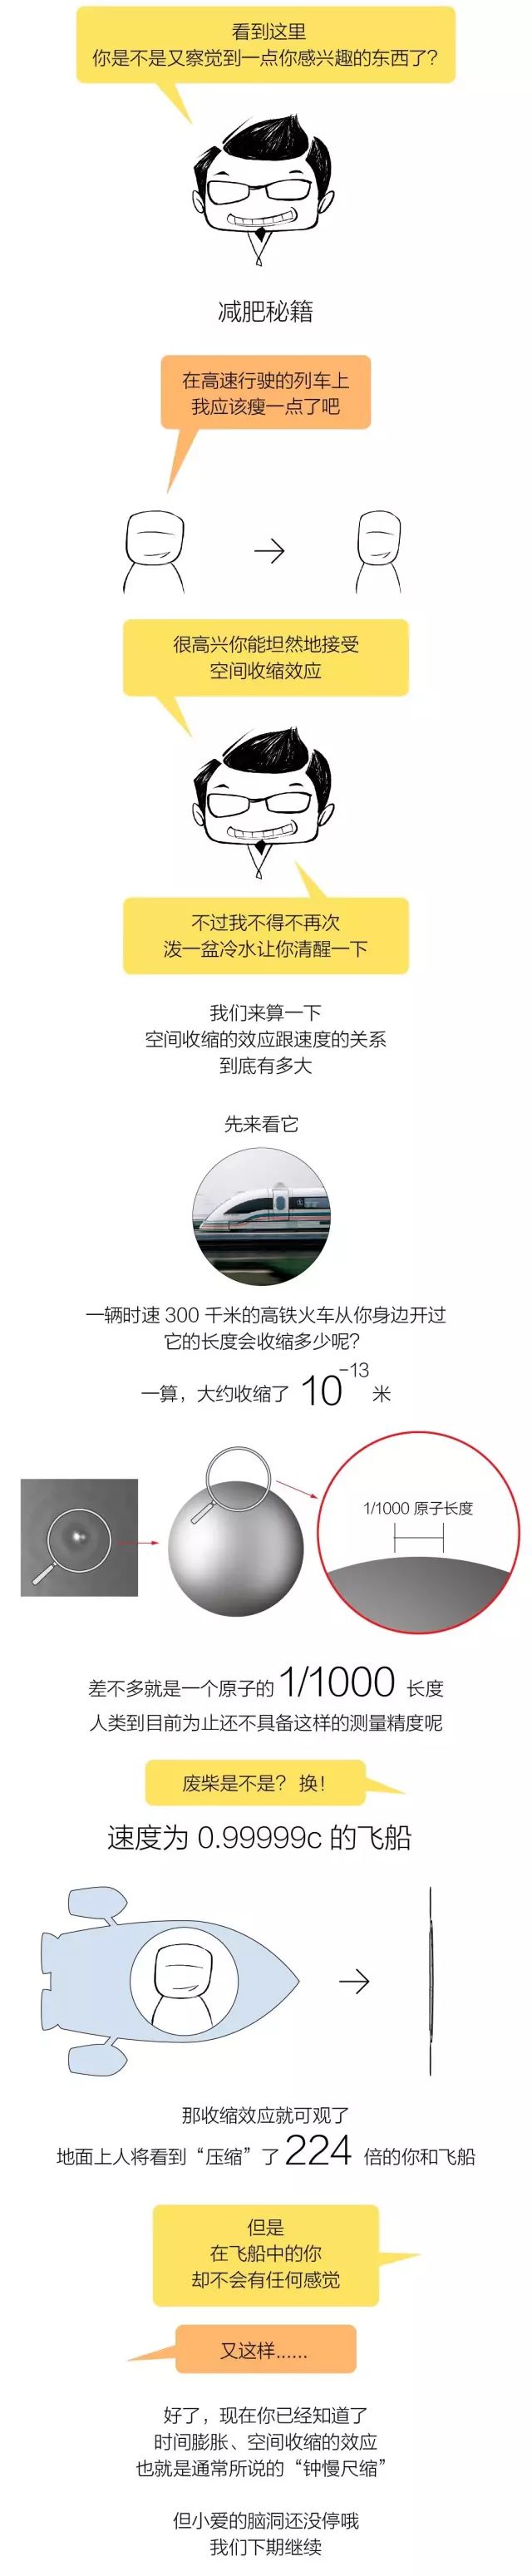 看到这里
你是不是又察觉到一点你感兴趣的东西了?
减肥秘籍
在高速行驶的列车上
我应该瘦一点了吧
很高兴你能坦然地接受
空间收缩效应
不过我不得不再次
泼一盆冷水让你清醒一下
我们来算一下
空间收缩的效应跟速度的关系
到底有多大
先来看它
一辆时速 300 千米的高铁火车从你身边开过
它的长度会收缩多少呢?
一算，大约收缩了 10⁻¹³ 米
1/1000 原子长度
差不多就是一个原子的 1/1000 长度
人类到目前为止还不具备这样的测量精度呢
废柴是不是? 换!
速度为 0.99999c 的飞船
那收缩效应就可观了
地面上人将看到“压缩”了 224 倍的你和飞船
但是
在飞船中的你
却不会有任何感觉
又这样......
好了，现在你已经知道了
时间膨胀、空间收缩的效应
也就是通常所说的“钟慢尺缩”
但小爱的脑洞还没停哦
我们下期继续